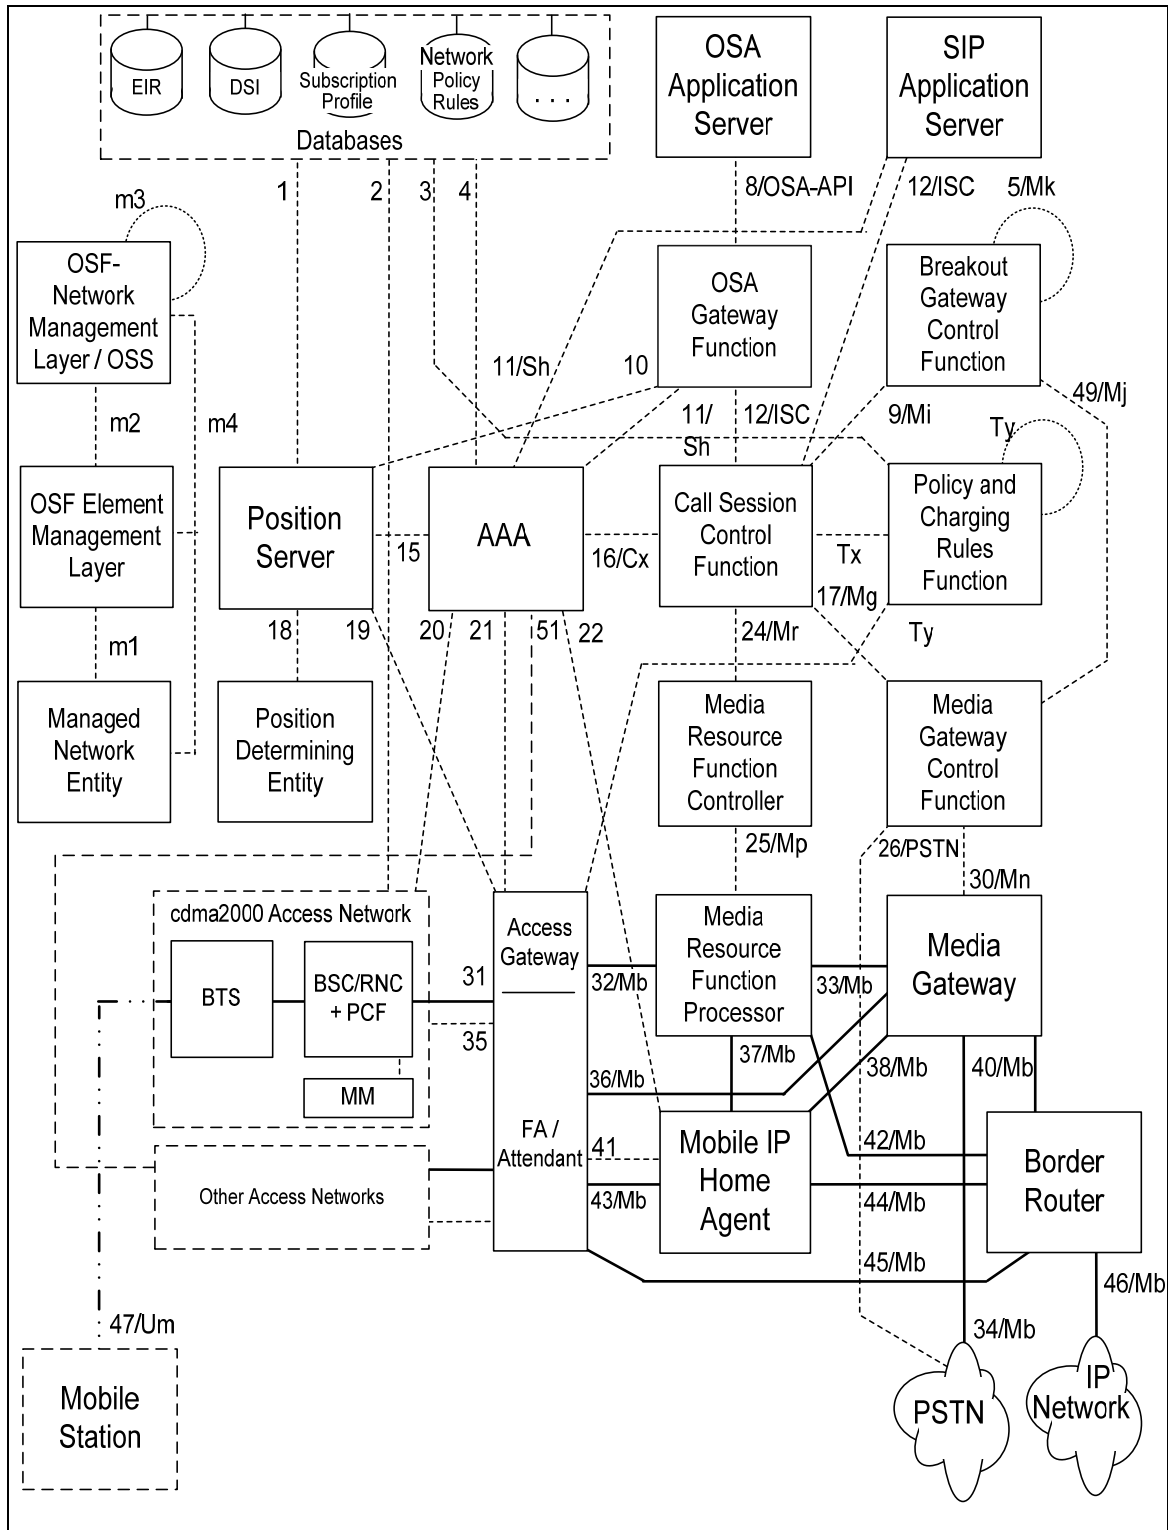 EIR
DSI
Subscription
Profile
Network
Policy
Rules
. . .
Databases
OSA
Application
Server
SIP
Application
Server
1
2
3
4
8/OSA-API
12/ISC
5/Mk
m3
OSF-
Network
Management
Layer / OSS
OSA
Gateway
Function
Breakout
Gateway
Control
Function
11/Sh
10
49/Mj
m2
m4
11/
Sh
12/ISC
9/Mi
Ty
OSF Element
Management
Layer
Position
Server
15
AAA
16/Cx
Call Session
Control
Function
Tx
Policy and
Charging
Rules
Function
17/Mg
m1
18
19
20
21
51
22
24/Mr
Ty
Managed
Network
Entity
Position
Determining
Entity
Media
Resource
Function
Controller
Media
Gateway
Control
Function
25/Mp
26/PSTN
30/Mn
cdma2000 Access Network
BTS
BSC/RNC
+ PCF
MM
31
35
Access
Gateway
FA /
Attendant
32/Mb
Media
Resource
Function
Processor
33/Mb
Media
Gateway
37/Mb
36/Mb
38/Mb
40/Mb
Other Access Networks
41
43/Mb
Mobile IP
Home
Agent
42/Mb
44/Mb
Border
Router
45/Mb
46/Mb
47/Um
34/Mb
Mobile
Station
PSTN
IP
Network